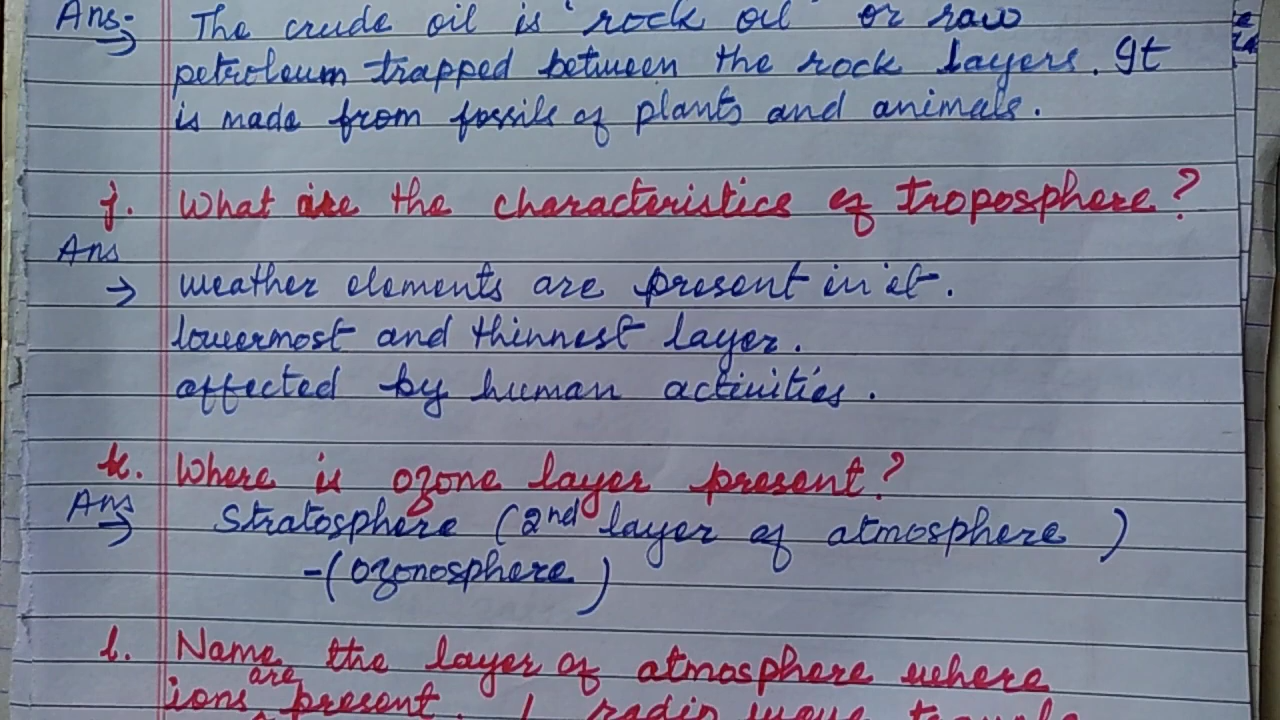 Ans- → The crude oil is 'rock oil' or raw
petroleum trapped between the rock layers. It
is made from fossils of plants and animals.
j. What are the characteristics of troposphere?
Ans
→ weather elements are present in it.
lowermost and thinnest layer.
affected by human activities.
k. Where is ozone layer present?
Ans → Stratosphere (2nd layer of atmosphere)
-(ozonosphere)
l. Name the layer of atmosphere where
ions are present. radio wave travels